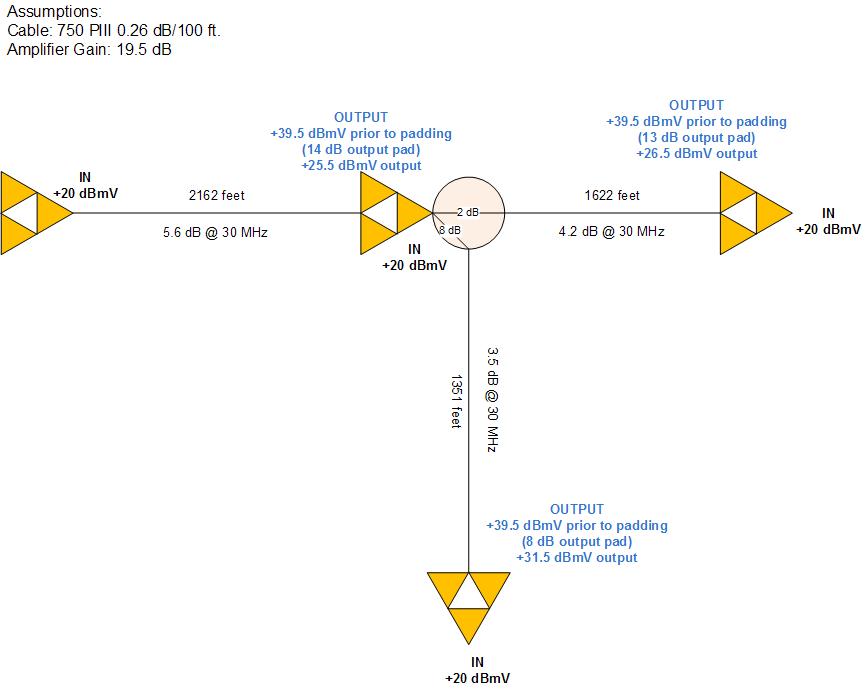 Assumptions:
Cable: 750 PIII 0.26 dB/100 ft.
Amplifier Gain: 19.5 dB
OUTPUT
+39.5 dBmV prior to padding
(14 dB output pad)
+25.5 dBmV output
OUTPUT
+39.5 dBmV prior to padding
(13 dB output pad)
+26.5 dBmV output
IN
+20 dBmV
2162 feet
5.6 dB @ 30 MHz
2 dB
8 dB
IN
+20 dBmV
1622 feet
4.2 dB @ 30 MHz
IN
+20 dBmV
3.5 dB @ 30 MHz
1351 feet
OUTPUT
+39.5 dBmV prior to padding
(8 dB output pad)
+31.5 dBmV output
IN
+20 dBmV